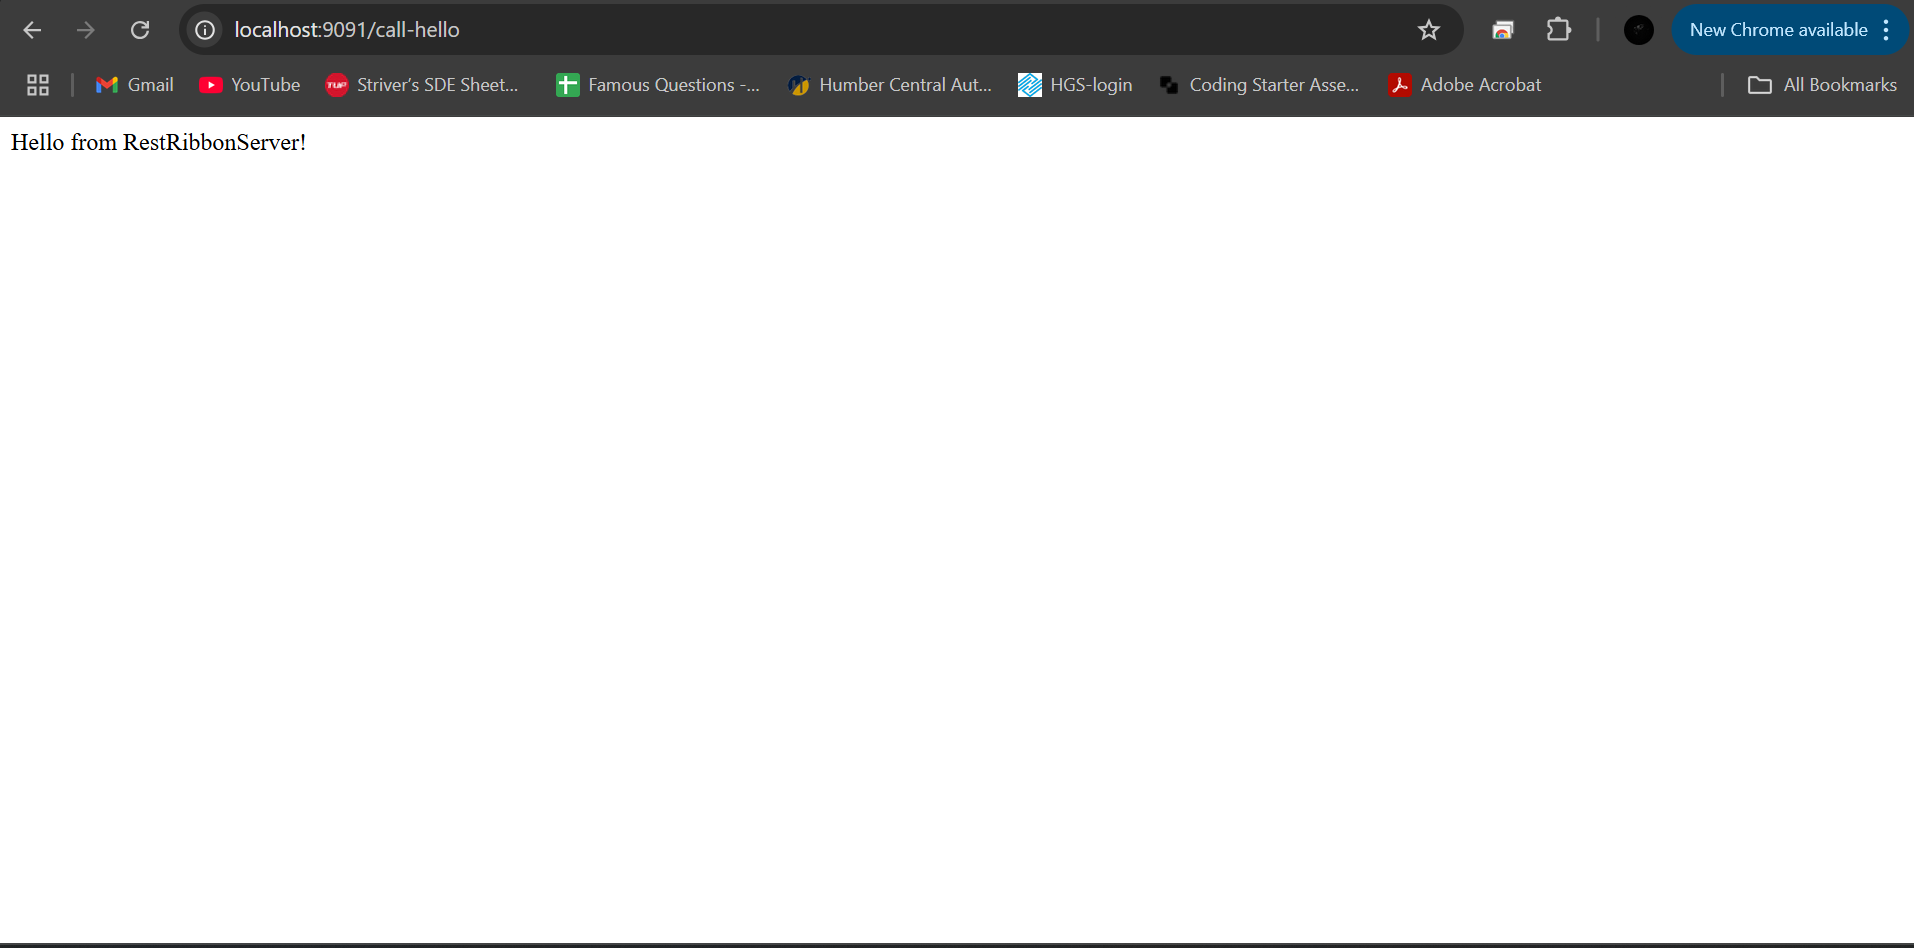 localhost:9091/call-hello
New Chrome available
Gmail
YouTube
Striver's SDE Sheet...
Famous Questions -...
Humber Central Aut...
HGS-login
Coding Starter Asse...
Adobe Acrobat
All Bookmarks
Hello from RestRibbonServer!